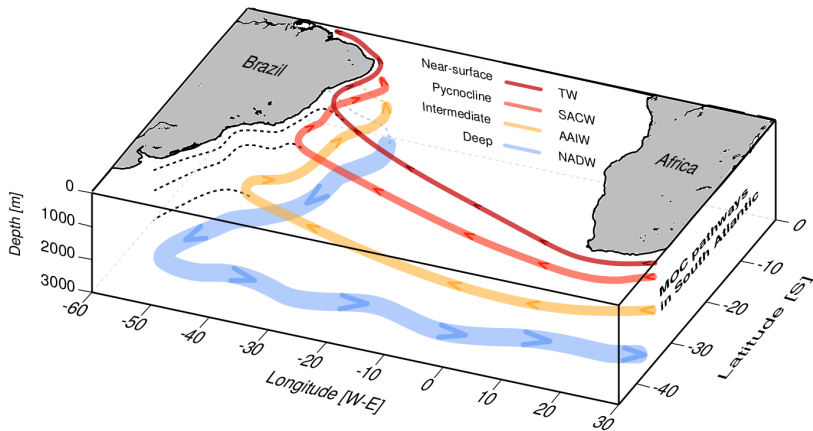 Brazil
Near-surface TW
Pycnocline SACW
Intermediate AAIW
Deep NADW
Africa
MOC pathways
in South Atlantic
Depth [m]
0
1000
2000
3000
-60
-50
-40
-30
-20
-10
0
10
20
30
Longitude [W-E]
0
-10
-20
-30
-40
Latitude [S]